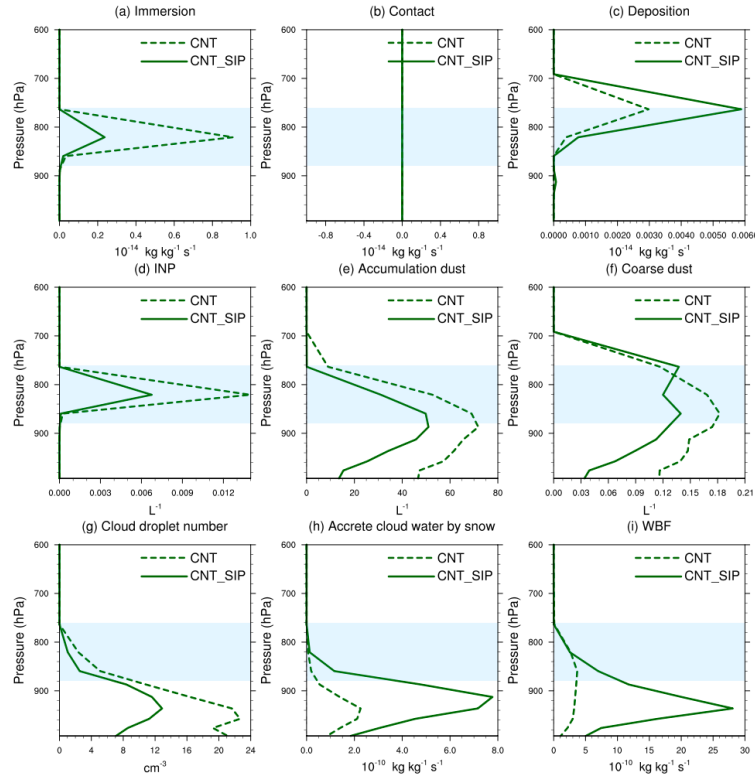 (a) Immersion
(b) Contact
(c) Deposition
600
700
800
900
Pressure (hPa)
CNT
CNT_SIP
0.0 0.2 0.4 0.6 0.8 1.0
10⁻¹⁴ kg kg⁻¹ s⁻¹
600
700
800
900
Pressure (hPa)
CNT
CNT_SIP
-0.8 -0.4 0.0 0.4 0.8
10⁻¹⁴ kg kg⁻¹ s⁻¹
600
700
800
900
Pressure (hPa)
CNT
CNT_SIP
0.0000 0.0010 0.0020 0.0030 0.0040 0.0050 0.0060
10⁻¹⁴ kg kg⁻¹ s⁻¹
(d) INP
(e) Accumulation dust
(f) Coarse dust
600
700
800
900
Pressure (hPa)
CNT
CNT_SIP
0.000 0.003 0.006 0.009 0.012
L⁻¹
600
700
800
900
Pressure (hPa)
CNT
CNT_SIP
0 20 40 60 80
L⁻¹
600
700
800
900
Pressure (hPa)
CNT
CNT_SIP
0.00 0.03 0.06 0.09 0.12 0.15 0.18 0.21
L⁻¹
(g) Cloud droplet number
(h) Accrete cloud water by snow
(i) WBF
600
700
800
900
Pressure (hPa)
CNT
CNT_SIP
0 4 8 12 16 20 24
cm⁻³
600
700
800
900
Pressure (hPa)
CNT
CNT_SIP
0.0 2.0 4.0 6.0 8.0
10⁻¹⁰ kg kg⁻¹ s⁻¹
600
700
800
900
Pressure (hPa)
CNT
CNT_SIP
0 5 10 15 20 25 30
10⁻¹⁰ kg kg⁻¹ s⁻¹